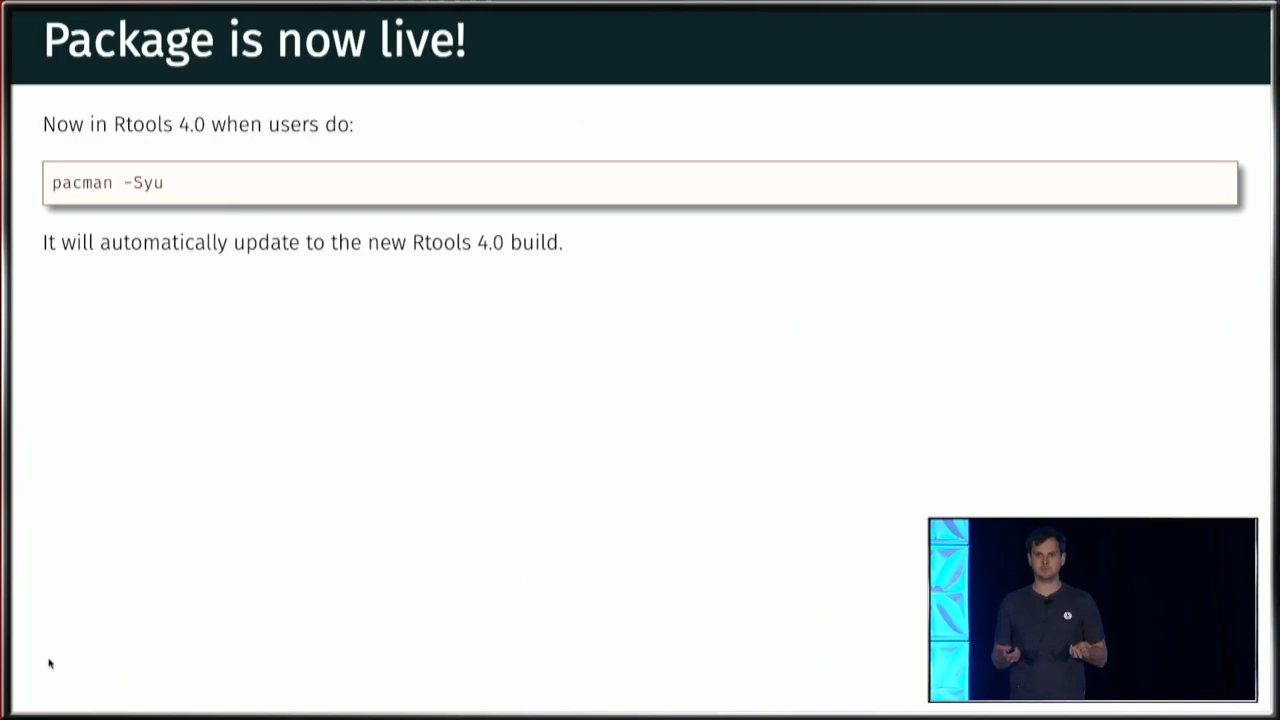 Package is now live!
Now in Rtools 4.0 when users do:
pacman -Syu
It will automatically update to the new Rtools 4.0 build.